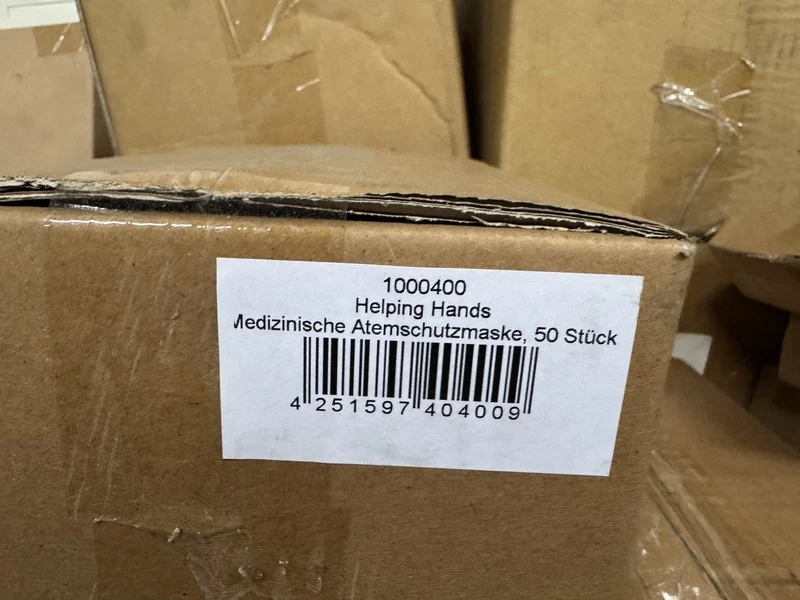 1000400
Helping Hands
Medizinische Atemschutzmaske, 50 Stück
4 251597 404009